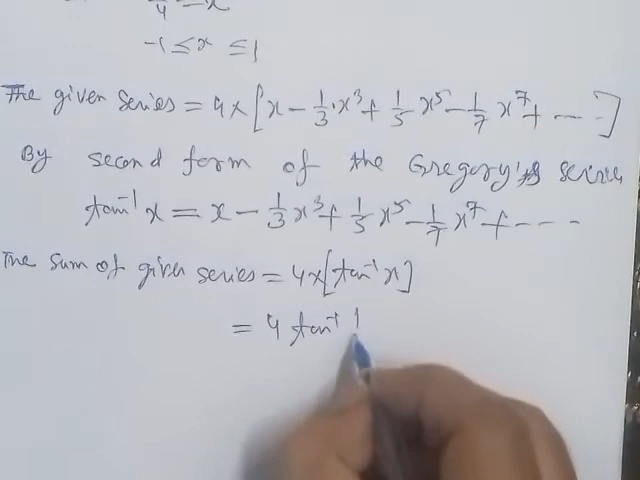 4 = x
-1 ≤ x ≤ 1
The given series = 4×[x - 1/3·x³ + 1/5 x⁵ - 1/7 x⁷ + ----]
By second form of the Gregory's series
tan⁻¹ x = x - 1/3 x³ + 1/5 x⁵ - 1/7 x⁷ + ----
The sum of given series = 4×[tan⁻¹ x]
= 4 tan⁻¹ 1